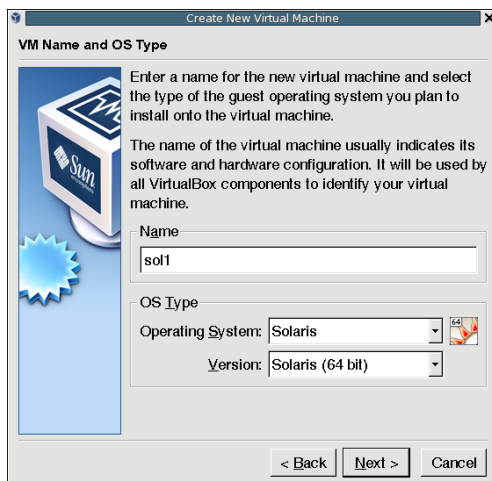 Create New Virtual Machine
VM Name and OS Type
Enter a name for the new virtual machine and select
the type of the guest operating system you plan to
install onto the virtual machine.
The name of the virtual machine usually indicates its
software and hardware configuration. It will be used by
all VirtualBox components to identify your virtual
machine.
Sun
Name
sol1
OS Type
Operating System: Solaris
64
Version: Solaris (64 bit)
< Back Next > Cancel